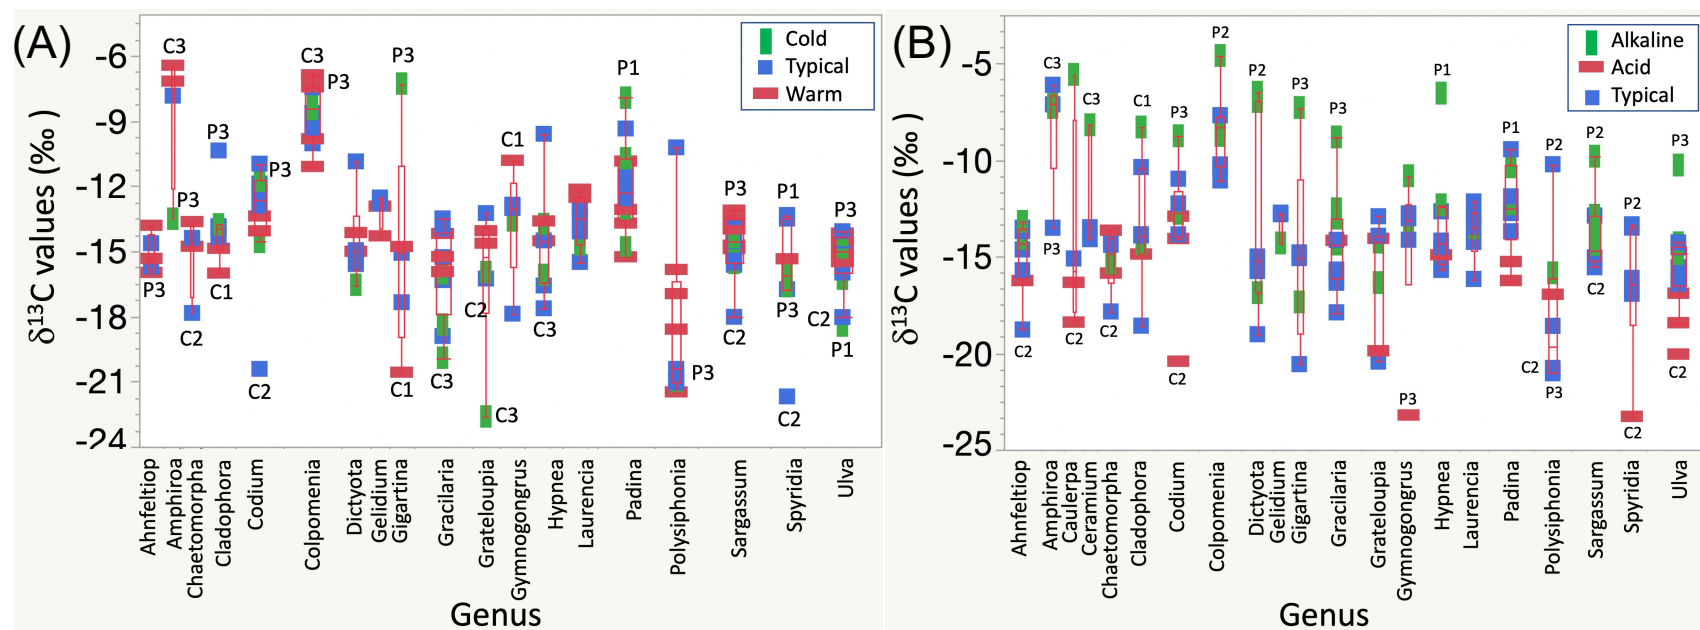 (A)
Cold
Typical
Warm
δ13C values (‰ )
-6
-9
-12
-15
-18
-21
-24
C3
P3
C3
P3
P3
P3
P3
C2
P3
C1
P3
C2
C1
C3
C2
C3
C1
C3
P1
P3
P3
C2
P1
P3
C2
P3
C2
P1
Ahnfeltiop
Amphiroa
Chaetomorpha
Cladophora
Codium
Colpomenia
Dictyota
Gelidium
Gigartina
Gracilaria
Grateloupia
Gymnogongrus
Hypnea
Laurencia
Padina
Polysiphonia
Sargassum
Spyridia
Ulva
Genus
(B)
Alkaline
Acid
Typical
δ13C values (‰ )
-5
-10
-15
-20
-25
C2
C3
P3
C2
C3
C2
C1
P3
C2
P2
P2
P3
P3
P3
P1
P1
P2
C2
P3
P2
C2
P2
C2
P3
C2
Ahnfeltiop
Amphiroa
Caulerpa
Ceramium
Chaetomorpha
Cladophora
Codium
Colpomenia
Dictyota
Gelidium
Gigartina
Gracilaria
Grateloupia
Gymnogongrus
Hypnea
Laurencia
Padina
Polysiphonia
Sargassum
Spyridia
Ulva
Genus